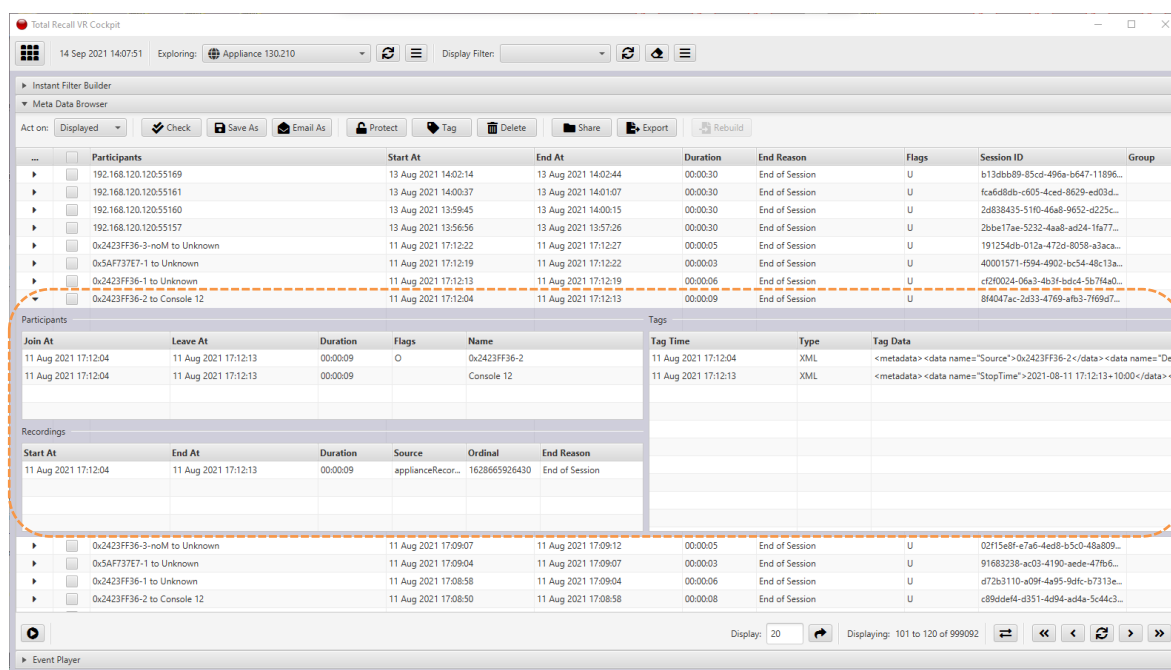 Total Recall VR Cockpit
14 Sep 2021 14:07:51 Exploring: Appliance 130.210 Display Filter:
Instant Filter Builder
Meta Data Browser
Act on: Displayed Check Save As Email As Protect Tag Delete Share Export Rebuild
... Participants Start At End At Duration End Reason Flags Session ID Group
192.168.120.120:55169 13 Aug 2021 14:02:14 13 Aug 2021 14:02:44 00:00:30 End of Session U b13dbb89-85cd-496a-b647-11896...
192.168.120.120:55161 13 Aug 2021 14:00:37 13 Aug 2021 14:01:07 00:00:30 End of Session U fca6d8db-c605-4ced-8629-ed03d...
192.168.120.120:55160 13 Aug 2021 13:59:45 13 Aug 2021 14:00:15 00:00:30 End of Session U 2d838435-51f0-46a8-9652-d225c...
192.168.120.120:55157 13 Aug 2021 13:56:56 13 Aug 2021 13:57:26 00:00:30 End of Session U 2bbe17ae-5232-4aa8-ad24-1fa77...
0x2423FF36-3-noM to Unknown 11 Aug 2021 17:12:22 11 Aug 2021 17:12:27 00:00:05 End of Session U 191254db-012a-472d-8058-a3aca...
0x5AF737E7-1 to Unknown 11 Aug 2021 17:12:19 11 Aug 2021 17:12:22 00:00:03 End of Session U 40001571-f594-4902-bc54-48c13a...
0x2423FF36-1 to Unknown 11 Aug 2021 17:12:13 11 Aug 2021 17:12:19 00:00:06 End of Session U cf2f0024-06a3-4b3f-bdc4-5b7f4a0...
0x2423FF36-2 to Console 12 11 Aug 2021 17:12:04 11 Aug 2021 17:12:13 00:00:09 End of Session U 8f4047ac-2d33-4769-afb3-7f69d7...
Participants Tags
Join At Leave At Duration Flags Name Tag Time Type Tag Data
11 Aug 2021 17:12:04 11 Aug 2021 17:12:13 00:00:09 O 0x2423FF36-2 11 Aug 2021 17:12:04 XML <metadata><data name="Source">0x2423FF36-2</data><data name="De
11 Aug 2021 17:12:04 11 Aug 2021 17:12:13 00:00:09 Console 12 11 Aug 2021 17:12:13 XML <metadata><data name="StopTime">2021-08-11 17:12:13+10:00</data><
Recordings
Start At End At Duration Source Ordinal End Reason
11 Aug 2021 17:12:04 11 Aug 2021 17:12:13 00:00:09 applianceRecor... 1628665926430 End of Session
0x2423FF36-3-noM to Unknown 11 Aug 2021 17:09:07 11 Aug 2021 17:09:12 00:00:05 End of Session U 02f15e8f-e7a6-4ed8-b5c0-48a809...
0x5AF737E7-1 to Unknown 11 Aug 2021 17:09:04 11 Aug 2021 17:09:07 00:00:03 End of Session U 91683238-ac03-4190-aede-47fb6...
0x2423FF36-1 to Unknown 11 Aug 2021 17:08:58 11 Aug 2021 17:09:04 00:00:06 End of Session U d72b3110-a09f-4a95-9dfc-b7313e...
0x2423FF36-2 to Console 12 11 Aug 2021 17:08:50 11 Aug 2021 17:08:58 00:00:08 End of Session U c89ddef4-d351-4d94-ad4a-5c44c3...
Display: 20 Displaying: 101 to 120 of 999092
Event Player